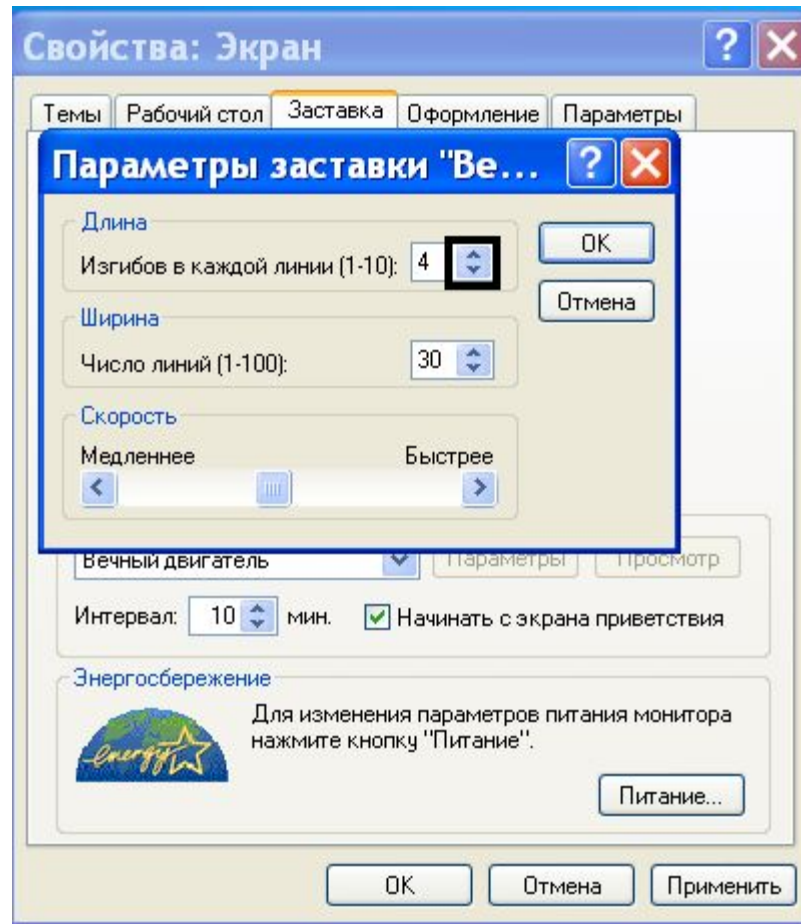 Свойства: Экран
Темы Рабочий стол Заставка Оформление Параметры
Параметры заставки "Ве...
Длина
Изгибов в каждой линии (1-10): 4
OK
Отмена
Ширина
Число линий (1-100): 30
Скорость
Медленнее Быстрее
Вечный двигатель Параметры Просмотр
Интервал: 10 мин. Начинать с экрана приветствия
Энергосбережение
energy
Для изменения параметров питания монитора
нажмите кнопку "Питание".
Питание...
OK Отмена Применить